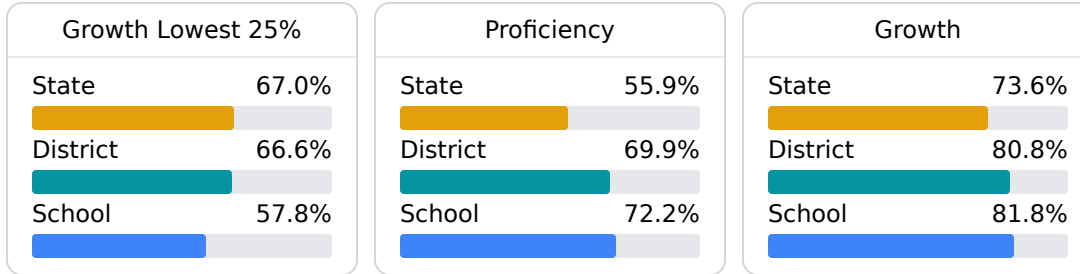 Growth Lowest 25%
State 67.0%
District 66.6%
School 57.8%
Proficiency
State 55.9%
District 69.9%
School 72.2%
Growth
State 73.6%
District 80.8%
School 81.8%